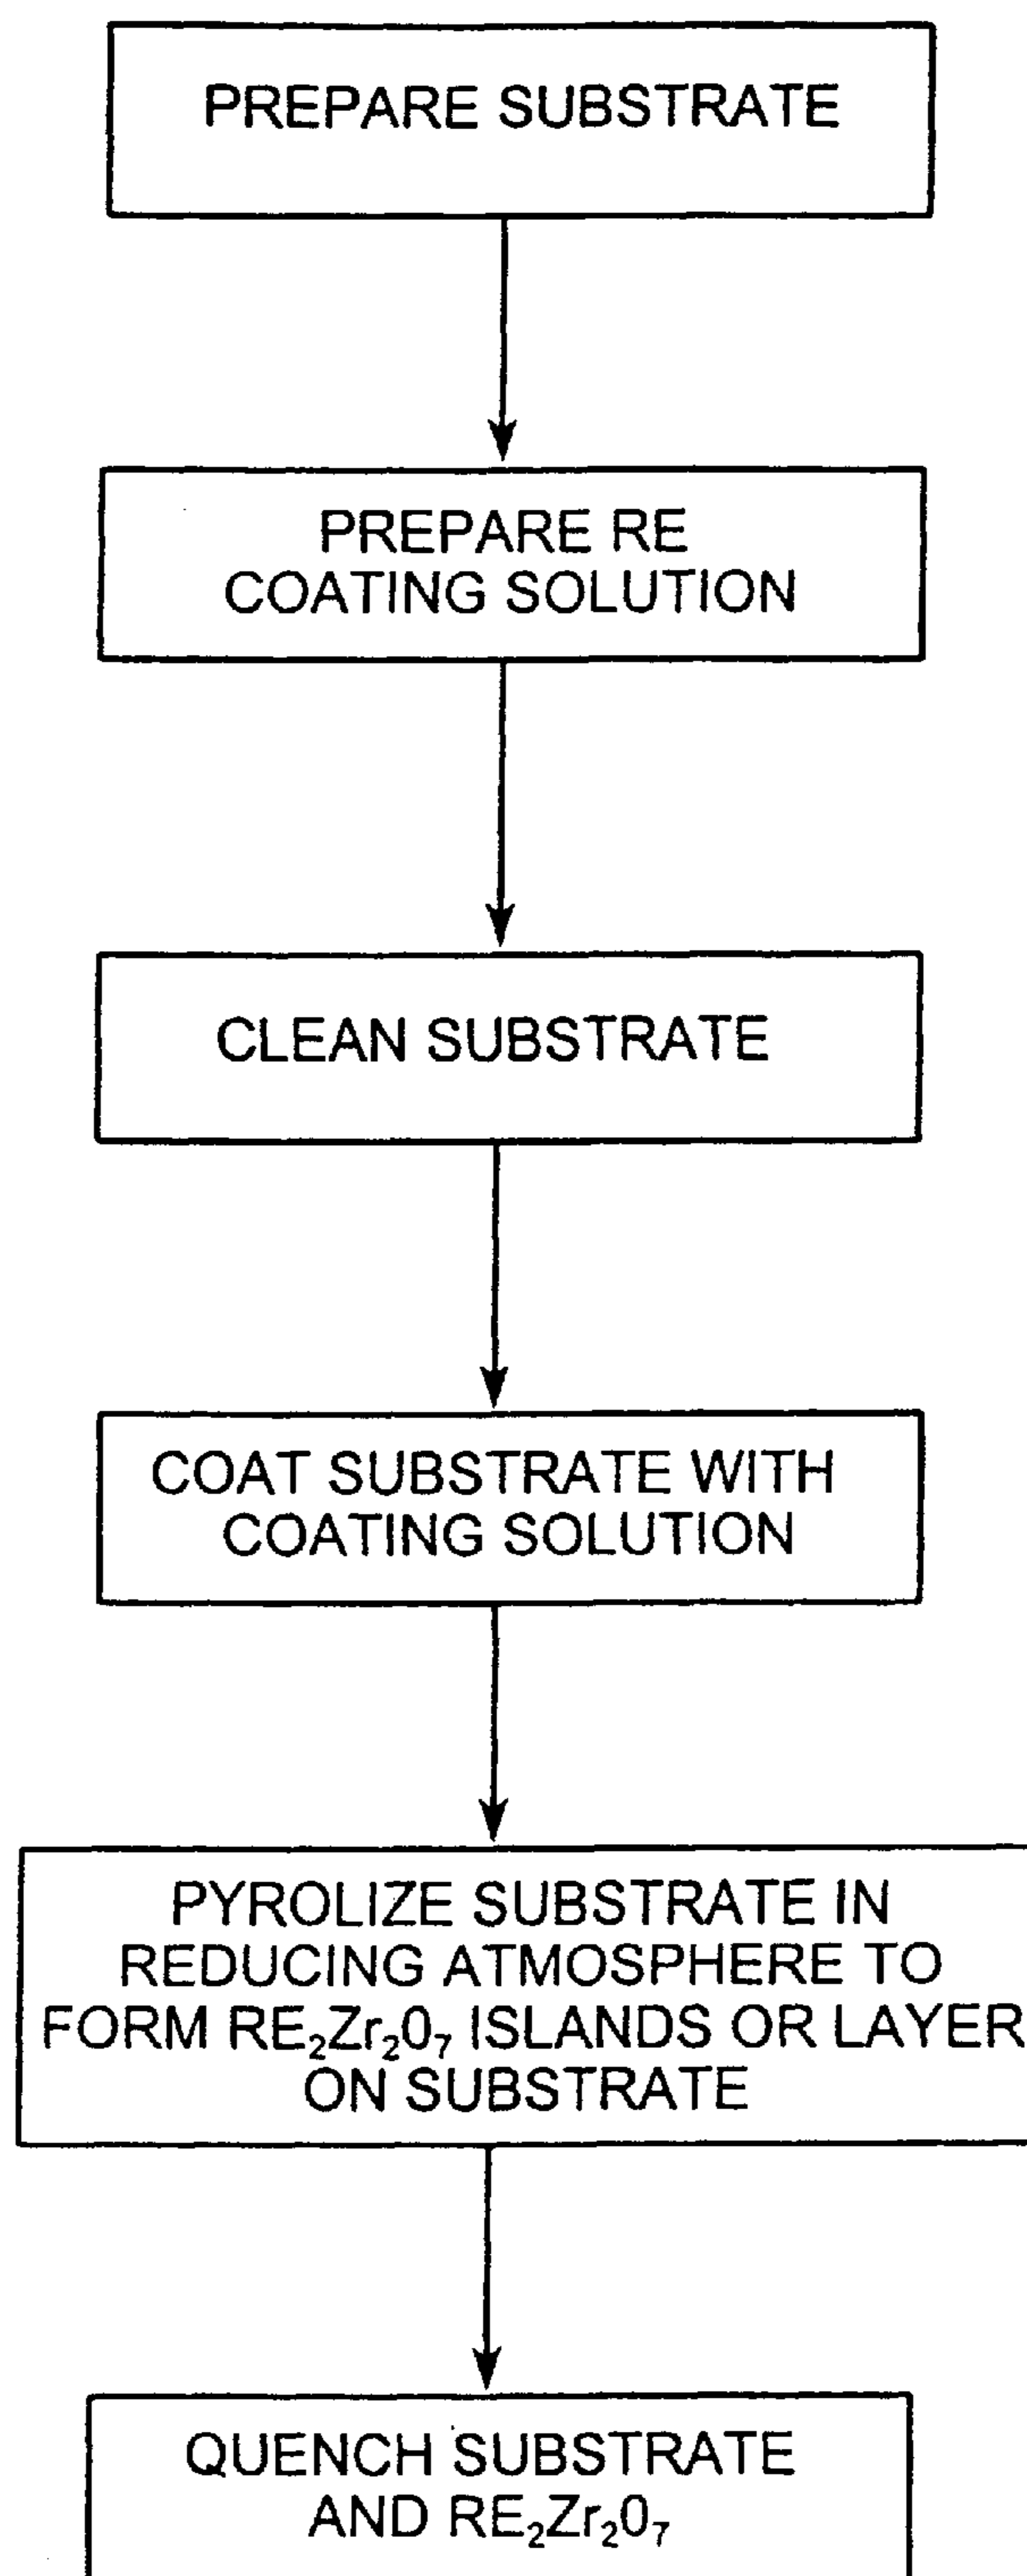 PREPARE SUBSTRATE
PREPARE RE
COATING SOLUTION
CLEAN SUBSTRATE
COAT SUBSTRATE WITH
COATING SOLUTION
PYROLIZE SUBSTRATE IN
REDUCING ATMOSPHERE TO
FORM RE₂Zr₂0₇ ISLANDS OR LAYER
ON SUBSTRATE
QUENCH SUBSTRATE
AND RE₂Zr₂0₇